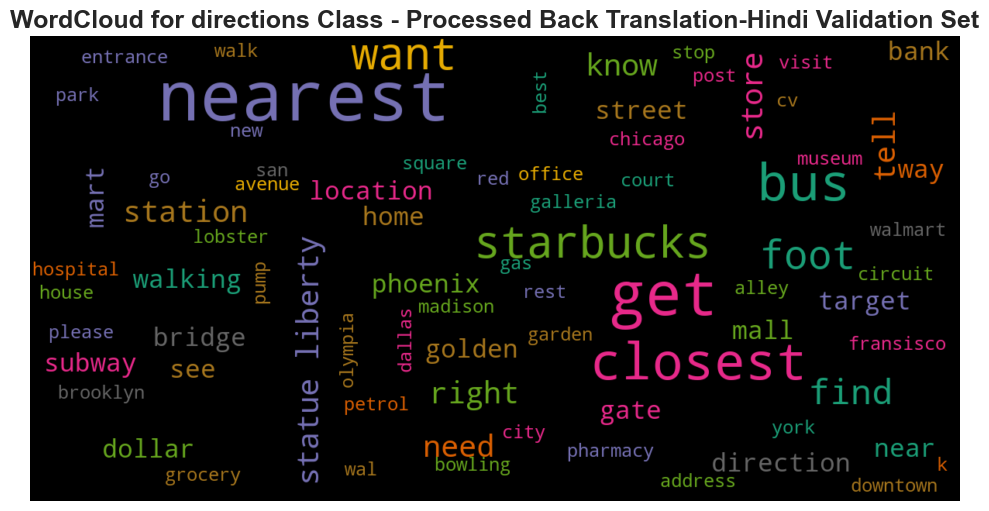 WordCloud for directions Class - Processed Back Translation-Hindi Validation Set
entrance
walk
want
know
stop
post
visit
bank
park
nearest
new
best
street
chicago
store
cv
tell
way
museum
mart
go
san
avenue
square
red
office
court
bus
location
galleria
station
home
lobster
starbucks
foot
walmart
hospital
house
walking
pump
statue liberty
phoenix
gas
rest
get
alley
circuit
target
madison
please
bridge
olympia
dallas
golden
garden
mall
fransisco
subway
see
closest
brooklyn
petrol
right
gate
find
dollar
need
city
york
near
grocery
wal
bowling
pharmacy
direction
k
address
downtown